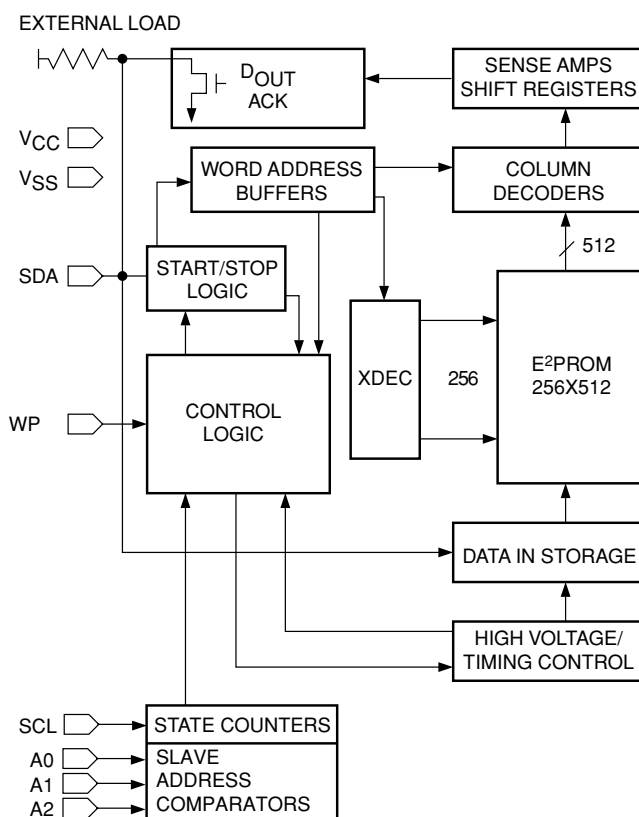 EXTERNAL LOAD
DOUT
ACK
SENSE AMPS
SHIFT REGISTERS
VCC
VSS
WORD ADDRESS
BUFFERS
COLUMN
DECODERS
512
SDA
START/STOP
LOGIC
XDEC
256
E²PROM
256X512
WP
CONTROL
LOGIC
DATA IN STORAGE
HIGH VOLTAGE/
TIMING CONTROL
SCL
STATE COUNTERS
A0
SLAVE
A1
ADDRESS
A2
COMPARATORS